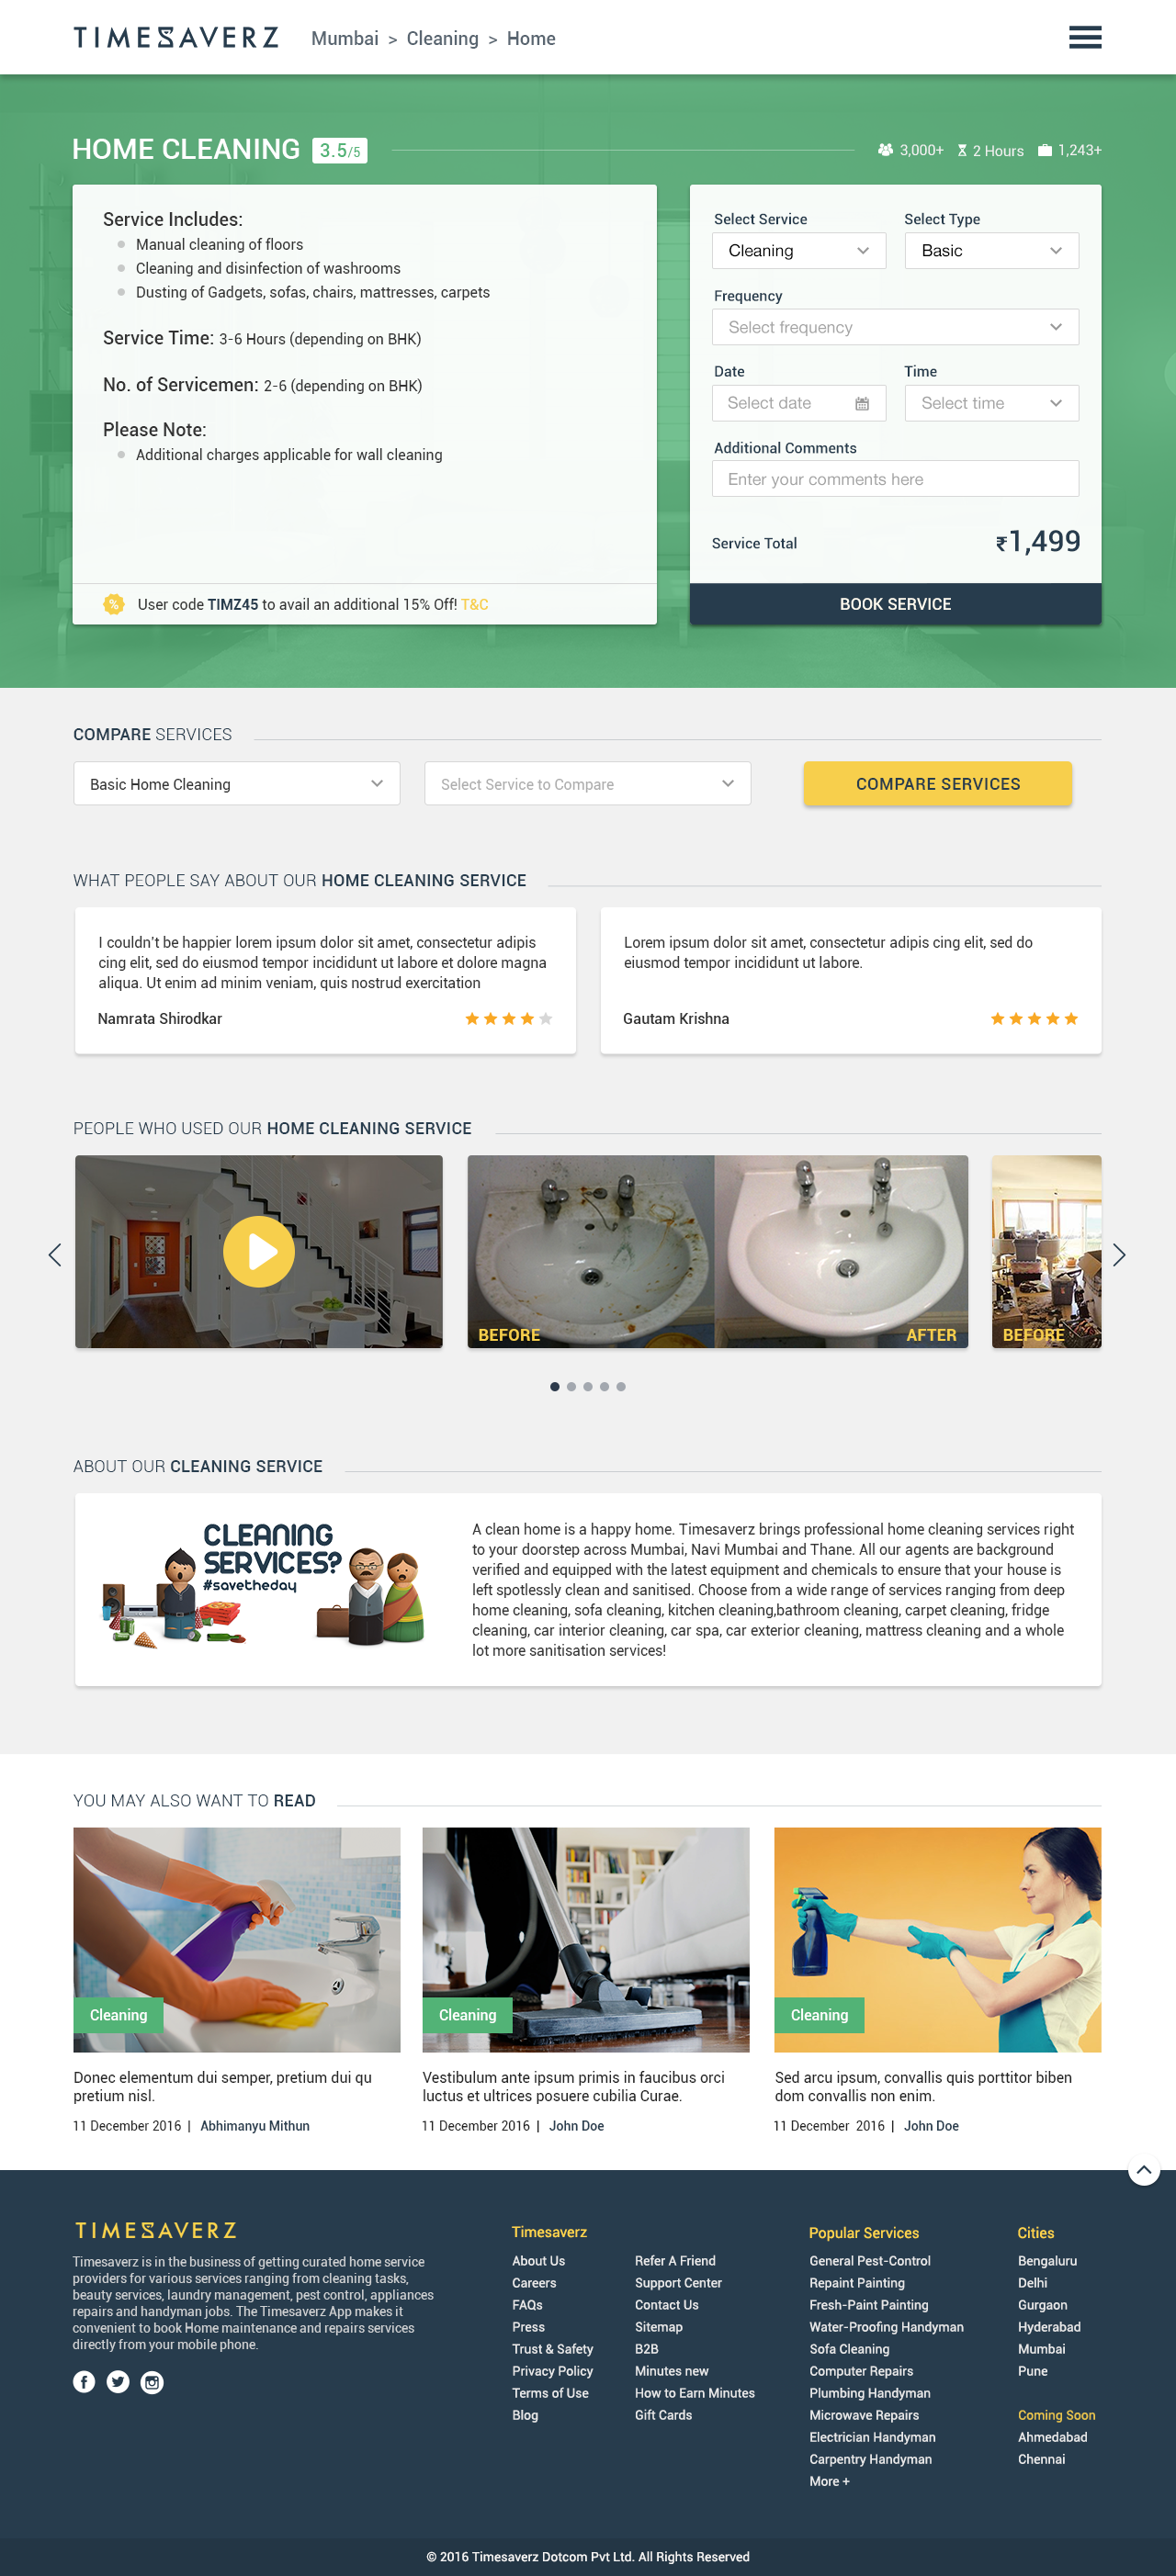 TIMESAVERZ
Mumbai > Cleaning > Home
HOME CLEANING 3.5/5
3,000+ 2 Hours 1,243+
Service Includes:
Manual cleaning of floors
Cleaning and disinfection of washrooms
Dusting of Gadgets, sofas, chairs, mattresses, carpets
Service Time: 3-6 Hours (depending on BHK)
No. of Servicemen: 2-6 (depending on BHK)
Please Note:
Additional charges applicable for wall cleaning
User code TIMZ45 to avail an additional 15% Off! T&C
Select Service Select Type
Cleaning Basic
Frequency
Select frequency
Date Time
Select date Select time
Additional Comments
Enter your comments here
Service Total ₹1,499
BOOK SERVICE
COMPARE SERVICES
Basic Home Cleaning
Select Service to Compare
COMPARE SERVICES
WHAT PEOPLE SAY ABOUT OUR HOME CLEANING SERVICE
I couldn't be happier lorem ipsum dolor sit amet, consectetur adipis
cing elit, sed do eiusmod tempor incididunt ut labore et dolore magna
aliqua. Ut enim ad minim veniam, quis nostrud exercitation
Namrata Shirodkar
Lorem ipsum dolor sit amet, consectetur adipis cing elit, sed do
eiusmod tempor incididunt ut labore.
Gautam Krishna
PEOPLE WHO USED OUR HOME CLEANING SERVICE
BEFORE AFTER
BEFORE
ABOUT OUR CLEANING SERVICE
CLEANING
SERVICES?
#savetheday
A clean home is a happy home. Timesaverz brings professional home cleaning services right
to your doorstep across Mumbai, Navi Mumbai and Thane. All our agents are background
verified and equipped with the latest equipment and chemicals to ensure that your house is
left spotlessly clean and sanitised. Choose from a wide range of services ranging from deep
home cleaning, sofa cleaning, kitchen cleaning,bathroom cleaning, carpet cleaning, fridge
cleaning, car interior cleaning, car spa, car exterior cleaning, mattress cleaning and a whole
lot more sanitisation services!
YOU MAY ALSO WANT TO READ
Cleaning
Donec elementum dui semper, pretium dui qu
pretium nisl.
11 December 2016 | Abhimanyu Mithun
Cleaning
Vestibulum ante ipsum primis in faucibus orci
luctus et ultrices posuere cubilia Curae.
11 December 2016 | John Doe
Cleaning
Sed arcu ipsum, convallis quis porttitor biben
dom convallis non enim.
11 December 2016 | John Doe
TIMESAVERZ
Timesaverz is in the business of getting curated home service
providers for various services ranging from cleaning tasks,
beauty services, laundry management, pest control, appliances
repairs and handyman jobs. The Timesaverz App makes it
convenient to book Home maintenance and repairs services
directly from your mobile phone.
Timesaverz
About Us
Careers
FAQs
Press
Trust & Safety
Privacy Policy
Terms of Use
Blog
Refer A Friend
Support Center
Contact Us
Sitemap
B2B
Minutes new
How to Earn Minutes
Gift Cards
Popular Services
General Pest-Control
Repaint Painting
Fresh-Paint Painting
Water-Proofing Handyman
Sofa Cleaning
Computer Repairs
Plumbing Handyman
Microwave Repairs
Electrician Handyman
Carpentry Handyman
More +
Cities
Bengaluru
Delhi
Gurgaon
Hyderabad
Mumbai
Pune
Coming Soon
Ahmedabad
Chennai
© 2016 Timesaverz Dotcom Pvt Ltd. All Rights Reserved